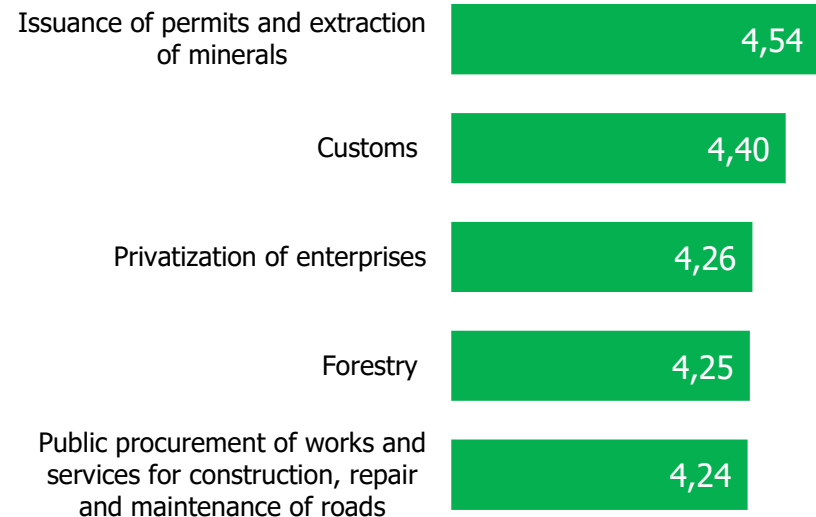 Issuance of permits and extraction
of minerals
4,54
Customs
4,40
Privatization of enterprises
4,26
Forestry
4,25
Public procurement of works and
services for construction, repair
and maintenance of roads
4,24